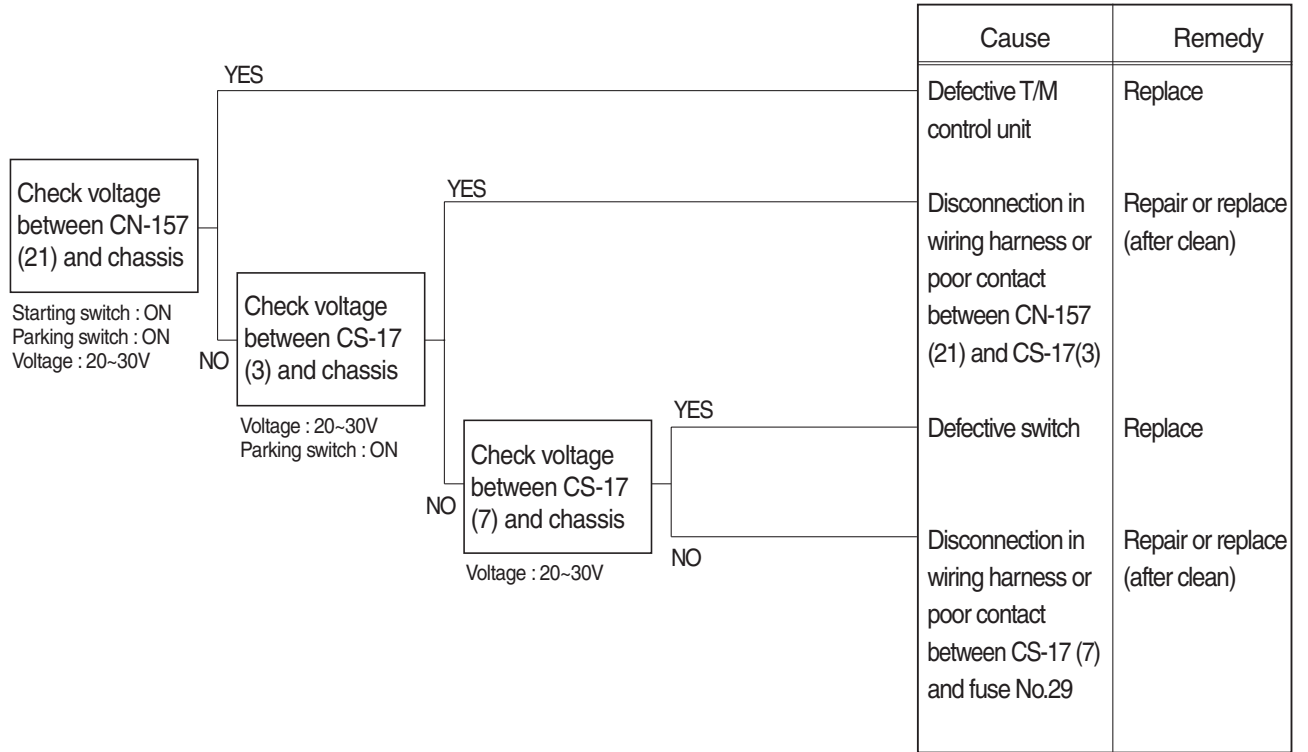 Cause
Remedy
YES
Defective T/M
control unit
Replace
Check voltage
between CN-157
(21) and chassis
Starting switch : ON
Parking switch : ON
Voltage : 20~30V
NO
YES
Disconnection in
wiring harness or
poor contact
between CN-157
(21) and CS-17(3)
Repair or replace
(after clean)
Check voltage
between CS-17
(3) and chassis
Voltage : 20~30V
Parking switch : ON
NO
YES
Defective switch
Replace
Check voltage
between CS-17
(7) and chassis
Voltage : 20~30V
NO
Disconnection in
wiring harness or
poor contact
between CS-17 (7)
and fuse No.29
Repair or replace
(after clean)